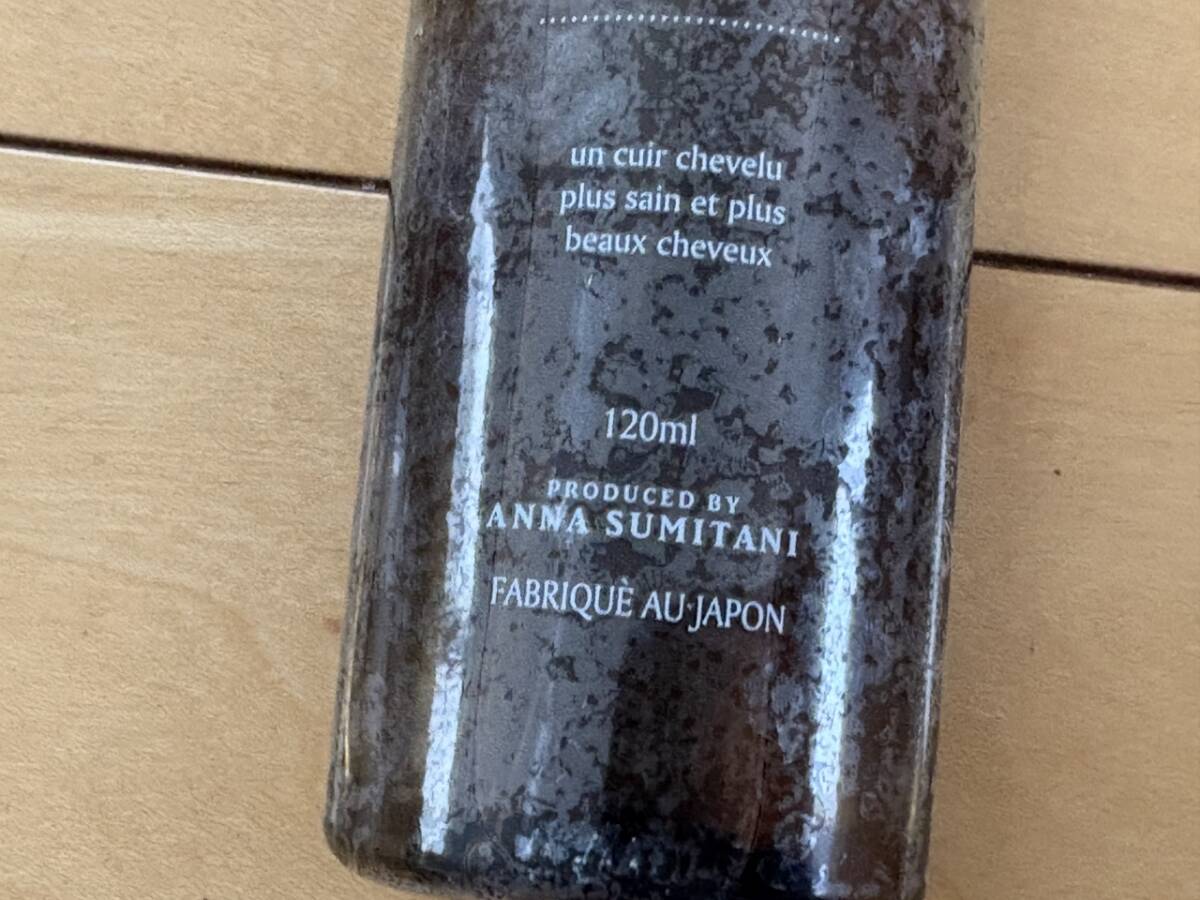 un cuir chevelu
plus sain et plus
beaux cheveux
120ml
PRODUCED BY
ANNA SUMITANI
FABRIQUÈ AU JAPON